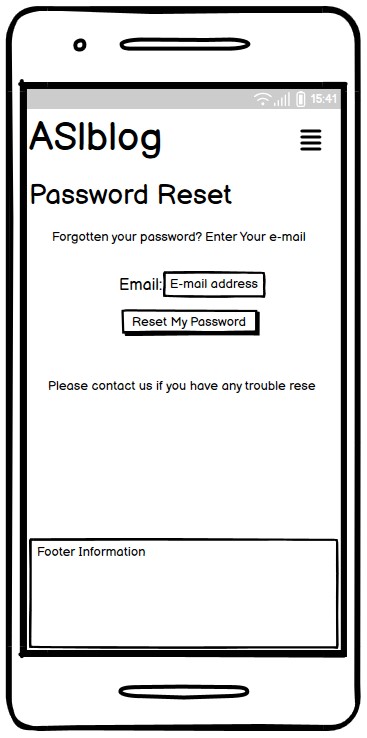 15:41
ASIblog
Password Reset
Forgotten your password? Enter Your e-mail
Email: E-mail address
Reset My Password
Please contact us if you have any trouble rese
Footer Information